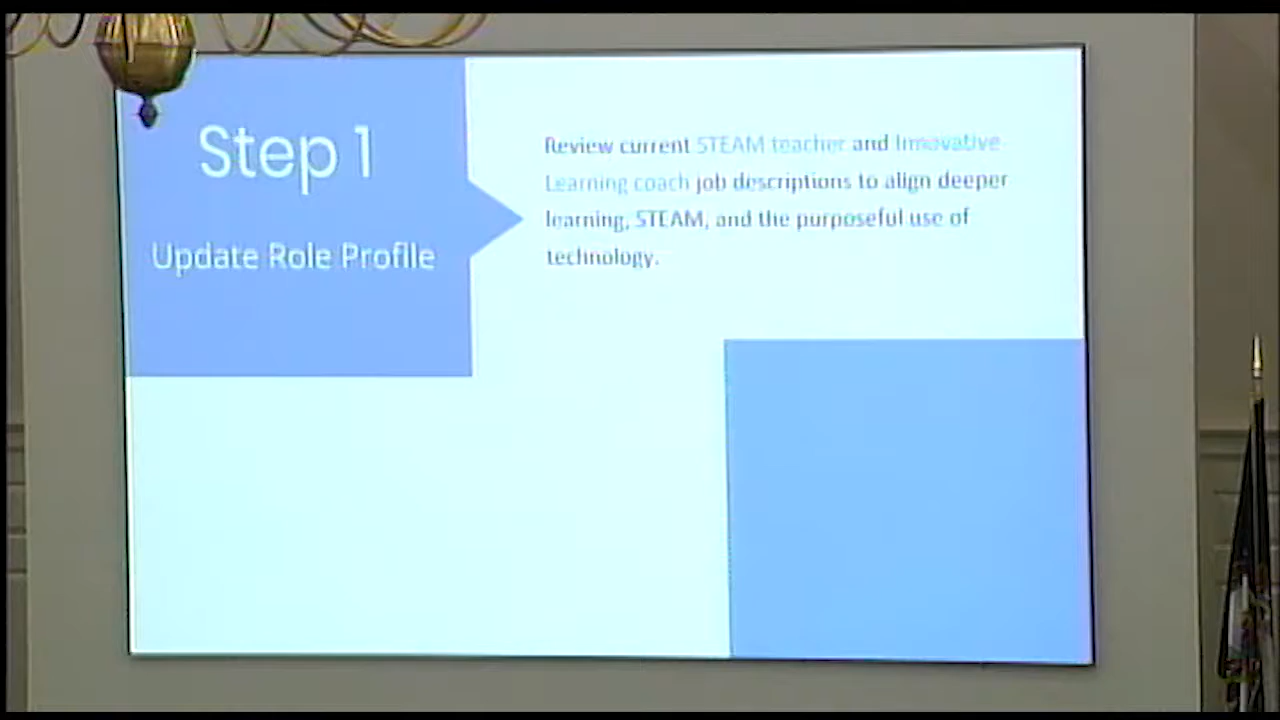 Step 1
Update Role Profile
Review current STEAM teacher and Innovative
Learning coach job descriptions to align deeper
learning, STEAM, and the purposeful use of
technology.